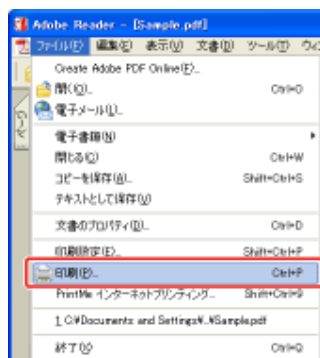 Adobe Reader - [Sample.pdf]
ファイル(F) 編集(E) 表示(V) 文書(D) ツール(T) ウィ
Create Adobe PDF Online(F)...
開く(O)... Ctrl+O
電子メール(L)...
電子書籍(N)
閉じる(C) Ctrl+W
コピーを保存(A)... Shift+Ctrl+S
テキストとして保存(V)
文書のプロパティ(D)... Ctrl+D
印刷設定(E)... Shift+Ctrl+P
印刷(P)... Ctrl+P
PrintMe インターネットプリンティング... Shift+Ctrl+9
1 C:¥Documents and Settings¥..¥Sample.pdf
終了(X) Ctrl+Q